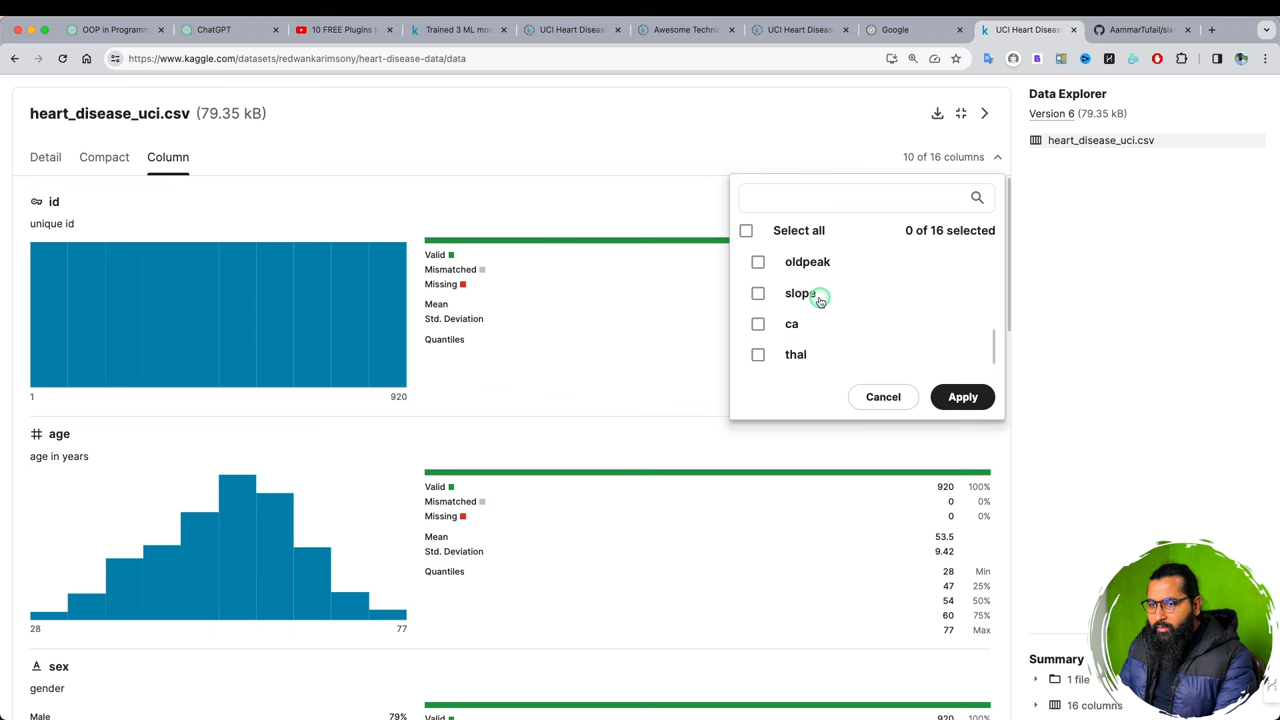 OOP in Programm
ChatGPT
10 FREE Plugins f
Trained 3 ML mo
UCI Heart Diseas
Awesome Technic
UCI Heart Diseas
Google
UCI Heart Diseas
AammarTufail/six
https://www.kaggle.com/datasets/redwankarimsony/heart-disease-data/data
heart_disease_uci.csv (79.35 kB)
Detail Compact Column
10 of 16 columns
id
unique id
1 920
Valid
Mismatched
Missing
Mean
Std. Deviation
Quantiles
Select all 0 of 16 selected
oldpeak
slope
ca
thal
Cancel Apply
age
age in years
28 77
Valid 920 100%
Mismatched 0 0%
Missing 0 0%
Mean 53.5
Std. Deviation 9.42
Quantiles 28 Min
47 25%
54 50%
60 75%
77 Max
sex
gender
Male 79%
Valid 920 100%
Data Explorer
Version 6 (79.35 kB)
heart_disease_uci.csv
Summary
1 file
16 columns